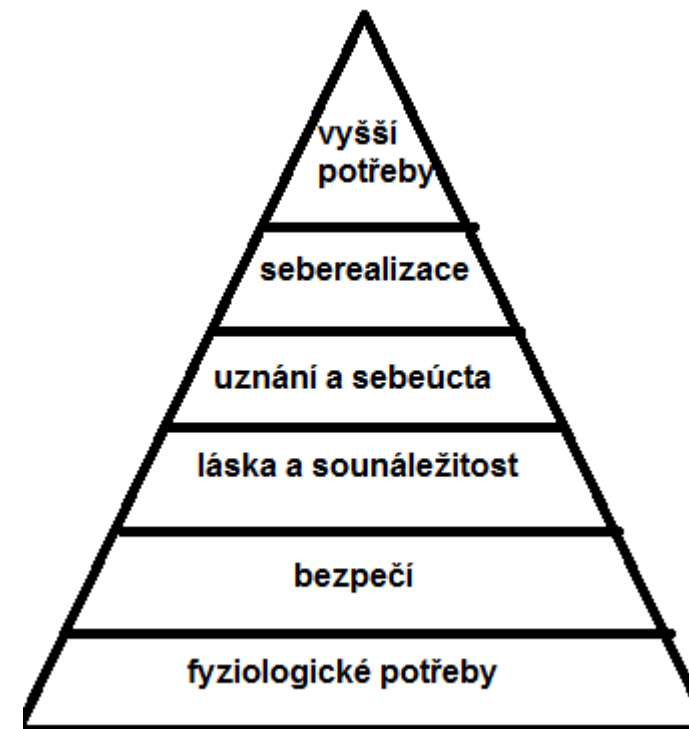 vyšší
potřeby
seberealizace
uznání a sebeúcta
láska a sounáležitost
bezpečí
fyziologické potřeby